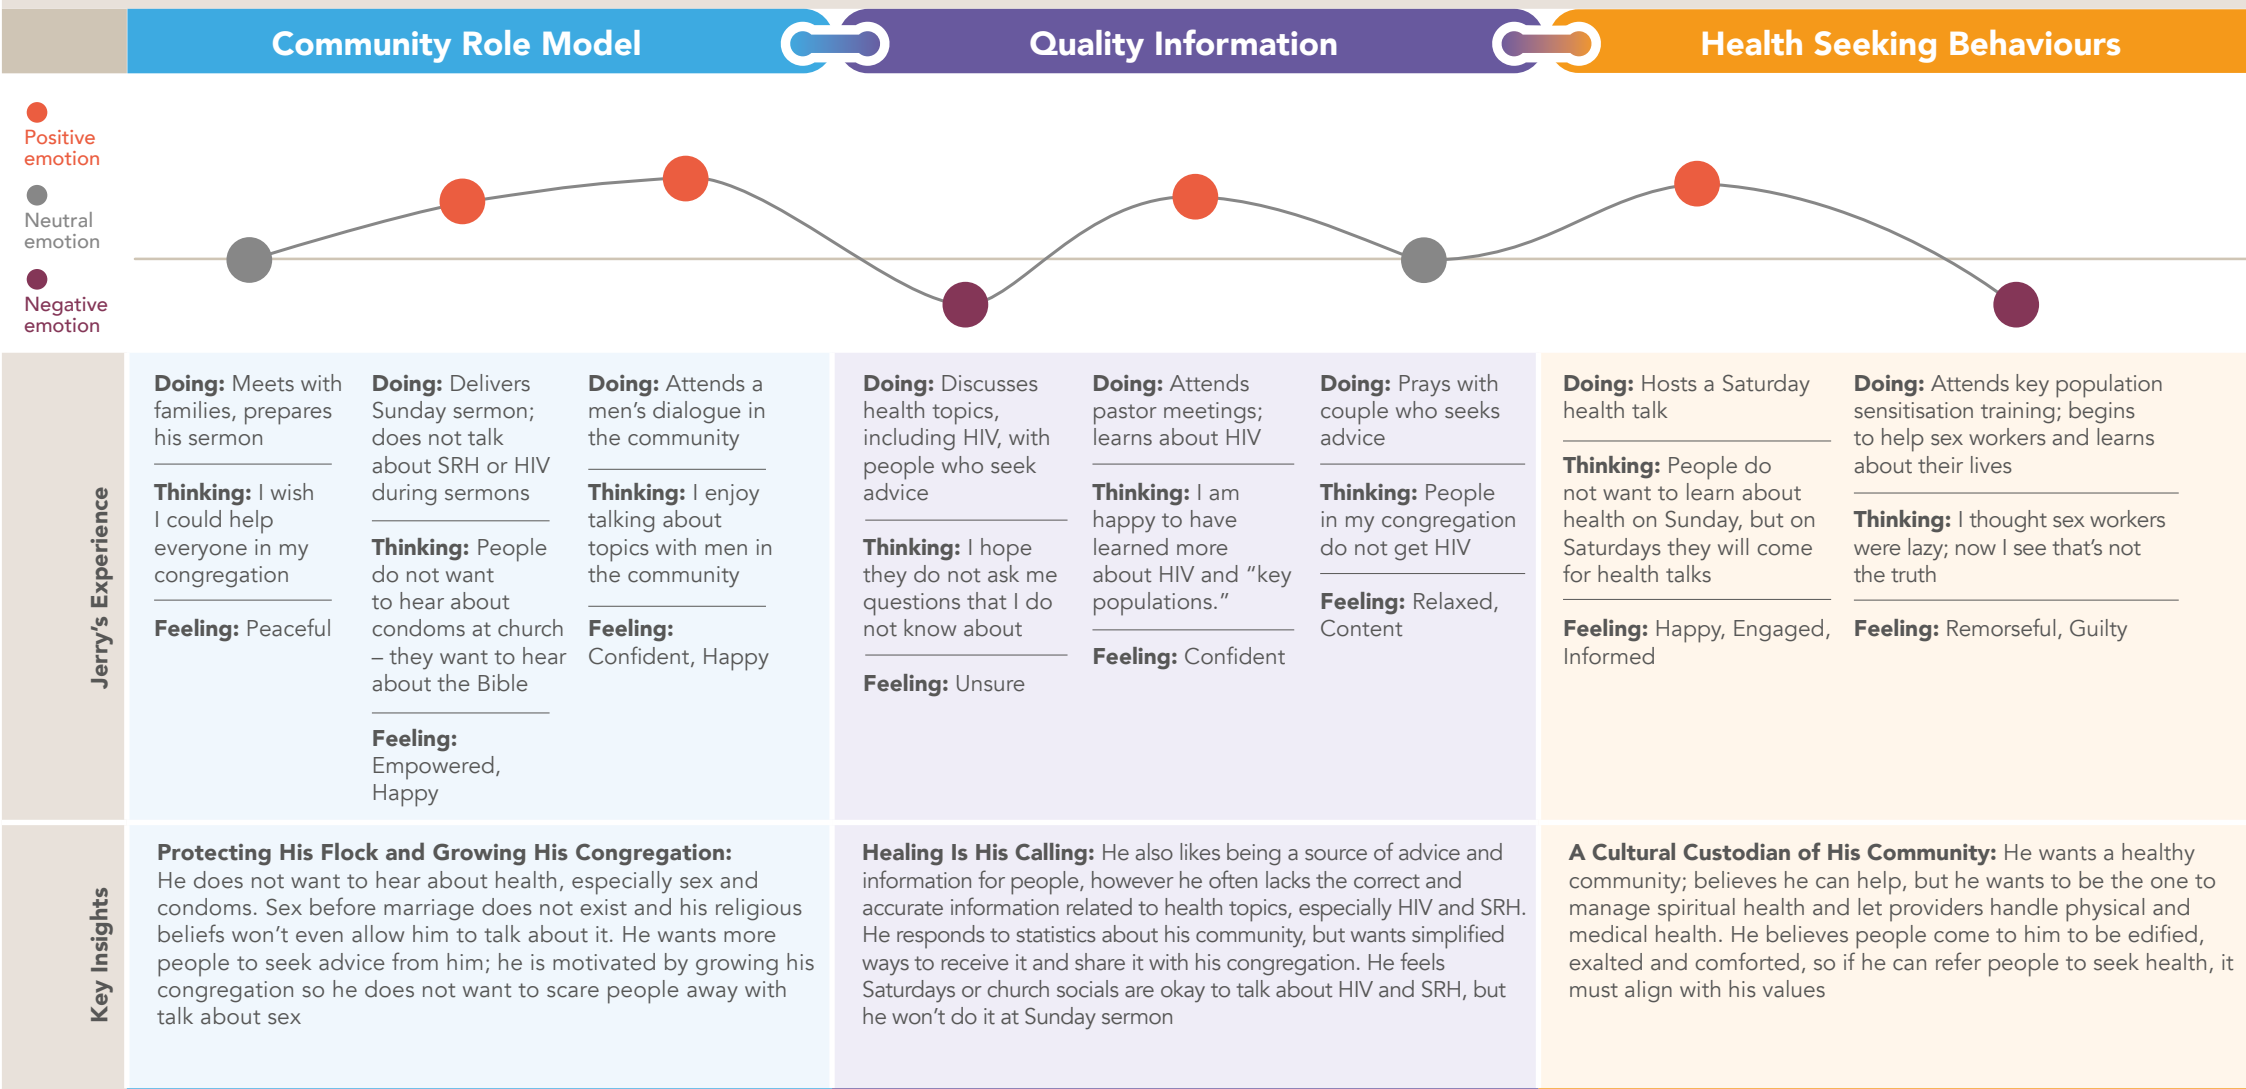 Community Role Model
Quality Information
Health Seeking Behaviours
Positive
emotion
Neutral
emotion
Negative
emotion
Jerry's Experience
Doing: Meets with
families, prepares
his sermon
Thinking: I wish
I could help
everyone in my
congregation
Feeling: Peaceful
Doing: Delivers
Sunday sermon;
does not talk
about SRH or HIV
during sermons
Thinking: People
do not want
to hear about
condoms at church
– they want to hear
about the Bible
Feeling:
Empowered,
Happy
Doing: Attends a
men's dialogue in
the community
Thinking: I enjoy
talking about
topics with men in
the community
Feeling:
Confident, Happy
Doing: Discusses
health topics,
including HIV, with
people who seek
advice
Thinking: I hope
they do not ask me
questions that I do
not know about
Feeling: Unsure
Doing: Attends
pastor meetings;
learns about HIV
Thinking: I am
happy to have
learned more
about HIV and “key
populations.”
Feeling: Confident
Doing: Prays with
couple who seeks
advice
Thinking: People
in my congregation
do not get HIV
Feeling: Relaxed,
Content
Doing: Hosts a Saturday
health talk
Thinking: People do
not want to learn about
health on Sunday, but on
Saturdays they will come
for health talks
Feeling: Happy, Engaged,
Informed
Doing: Attends key population
sensitisation training; begins
to help sex workers and learns
about their lives
Thinking: I thought sex workers
were lazy; now I see that's not
the truth
Feeling: Remorseful, Guilty
Key Insights
Protecting His Flock and Growing His Congregation:
He does not want to hear about health, especially sex and
condoms. Sex before marriage does not exist and his religious
beliefs won't even allow him to talk about it. He wants more
people to seek advice from him; he is motivated by growing his
congregation so he does not want to scare people away with
talk about sex
Healing Is His Calling: He also likes being a source of advice and
information for people, however he often lacks the correct and
accurate information related to health topics, especially HIV and SRH.
He responds to statistics about his community, but wants simplified
ways to receive it and share it with his congregation. He feels
Saturdays or church socials are okay to talk about HIV and SRH, but
he won't do it at Sunday sermon
A Cultural Custodian of His Community: He wants a healthy
community; believes he can help, but he wants to be the one to
manage spiritual health and let providers handle physical and
medical health. He believes people come to him to be edified,
exalted and comforted, so if he can refer people to seek health, it
must align with his values